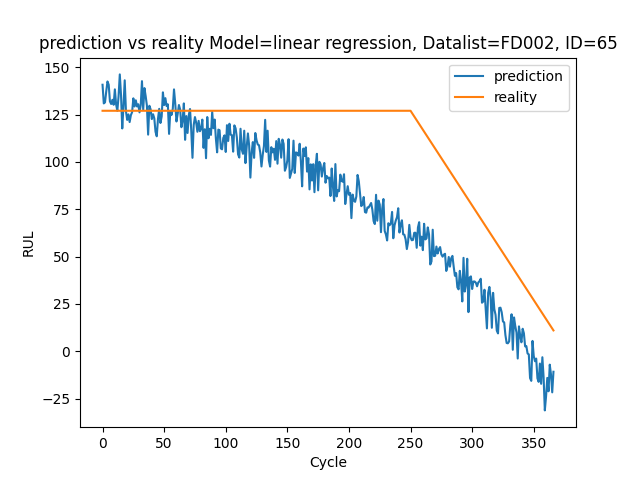 prediction vs reality Model=linear regression, Datalist=FD002, ID=65
prediction
reality
RUL
150
125
100
75
50
25
0
−25
0 50 100 150 200 250 300 350
Cycle